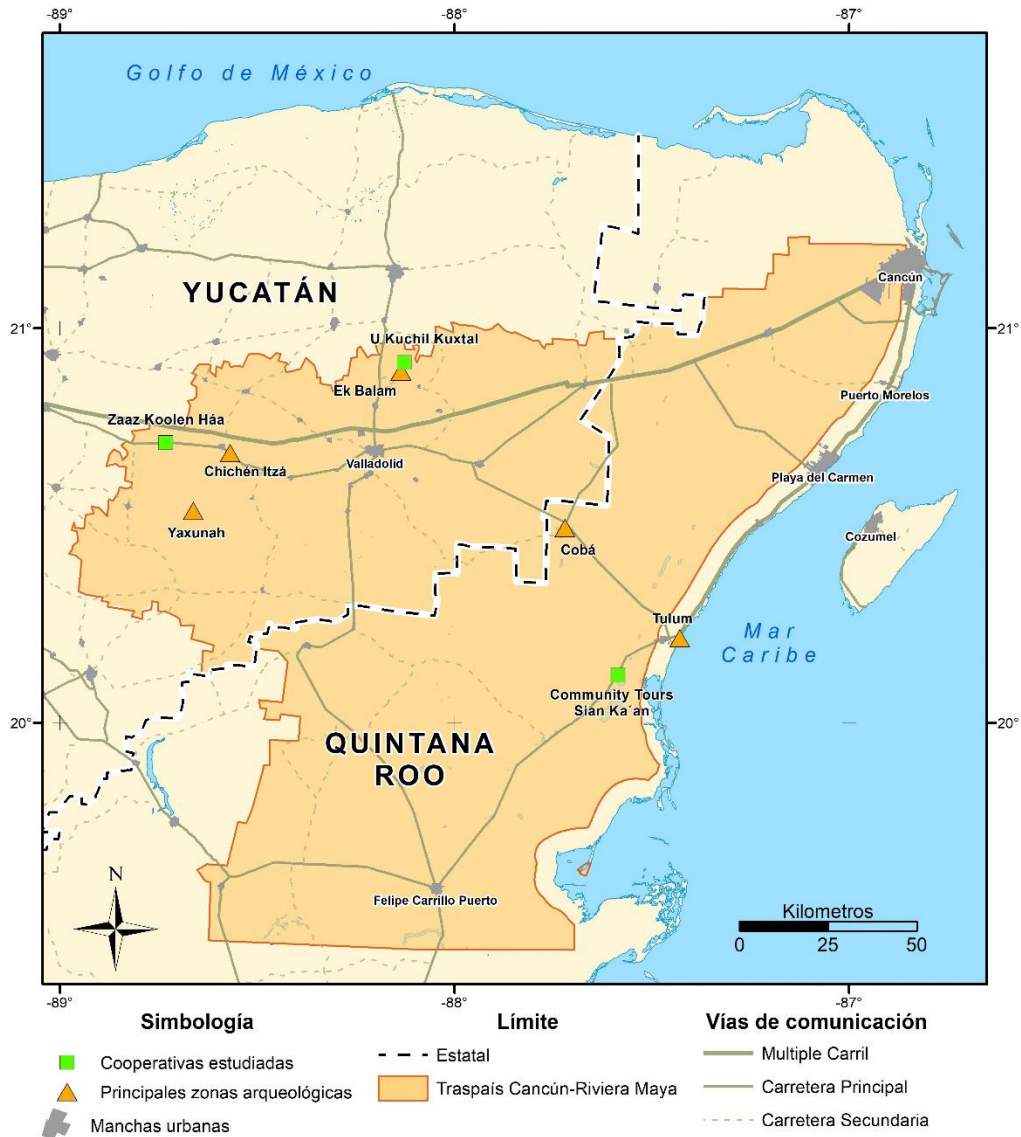 -89°
-88°
-87°
Golfo de México
YUCATÁN
Cancún
21°
21°
U Kuchil Kuxtal
Ek Balam
Puerto Morelos
Zaaz Koolen Háa
Chichén Itzá
Valladolid
Playa del Carmen
Yaxunah
Cobá
Cozumel
Tulum
Mar
Caribe
Community Tours
Sian Ka´an
20°
20°
QUINTANA
ROO
N
Felipe Carrillo Puerto
Kilometros
0 25 50
-89°
-88°
-87°
Simbología
Cooperativas estudiadas
Principales zonas arqueológicas
Manchas urbanas
Límite
Estatal
Traspaís Cancún-Riviera Maya
Vías de comunicación
Multiple Carril
Carretera Principal
Carretera Secundaria